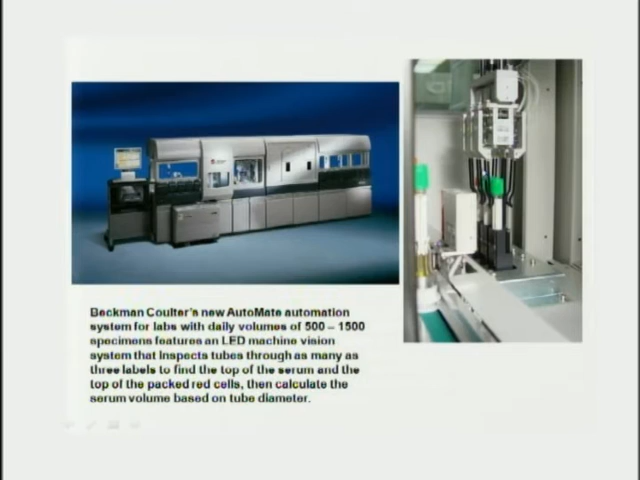 Beckman Coulter's new AutoMate automation
system for labs with daily volumes of 500 – 1500
specimens features an LED machine vision
system that inspects tubes through as many as
three labels to find the top of the serum and the
top of the packed red cells, then calculate the
serum volume based on tube diameter.